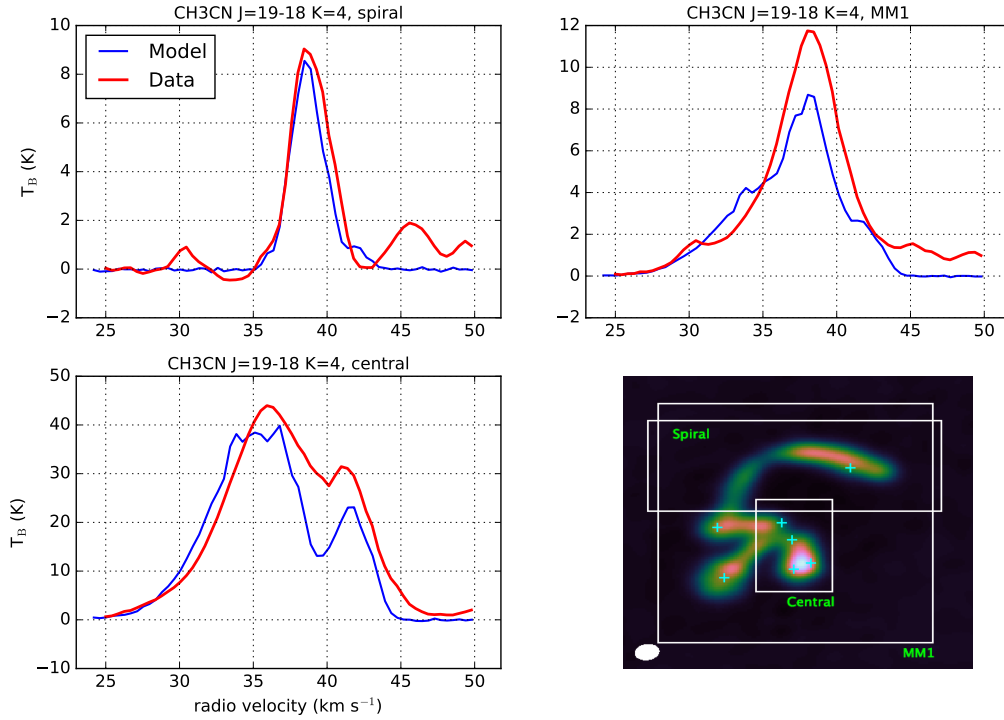 CH3CN J=19-18 K=4, spiral
10
8
6
4
2
0
−2
T_B (K)
Model
Data
25 30 35 40 45 50
CH3CN J=19-18 K=4, MM1
12
10
8
6
4
2
0
−2
25 30 35 40 45 50
CH3CN J=19-18 K=4, central
50
40
30
20
10
0
−10
T_B (K)
25 30 35 40 45 50
radio velocity (km s⁻¹)
Spiral
Central
MM1